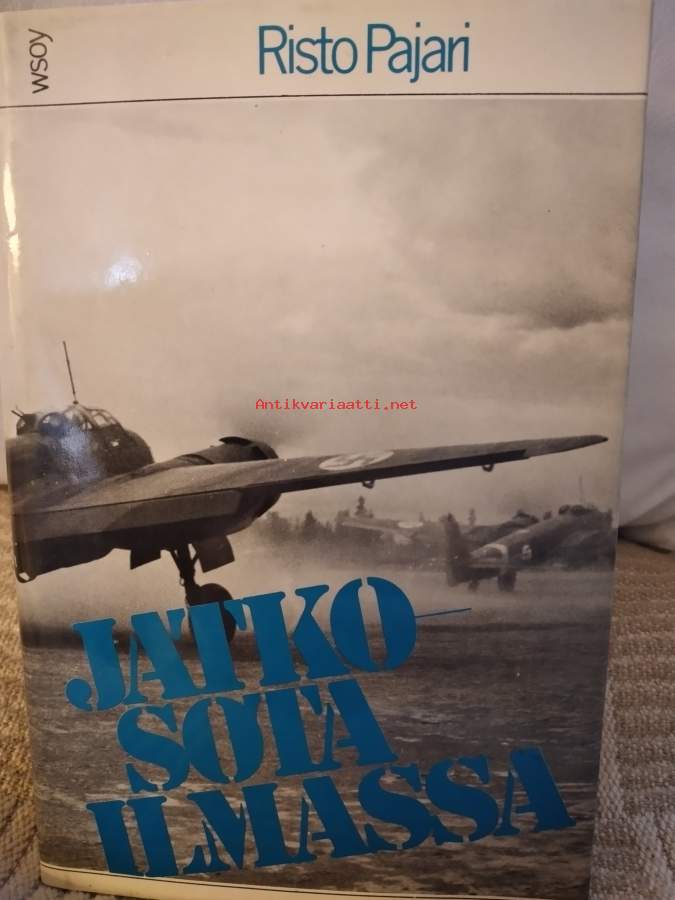 wsoy
Risto Pajari
Antikvariaatti.net
JATKO-
SOTA
ILMASSA